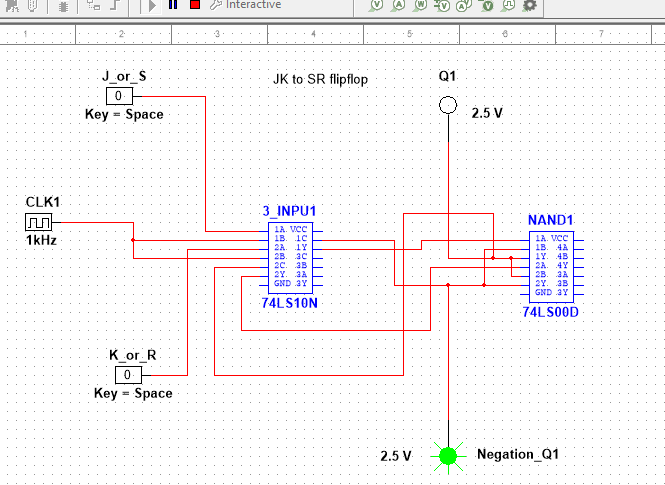 Interactive
1 2 3 4 5 6 7
J_or_S
0
Key = Space
JK to SR flipflop
Q1
2.5 V
CLK1
1kHz
3_INPU1
1A VCC
1B 1C
2A 1Y
2B 3C
2C 3B
2Y 3A
GND 3Y
74LS10N
NAND1
1A VCC
1B 4A
1Y 4B
2A 4Y
2B 3A
2Y 3B
GND 3Y
74LS00D
K_or_R
0
Key = Space
2.5 V
Negation_Q1